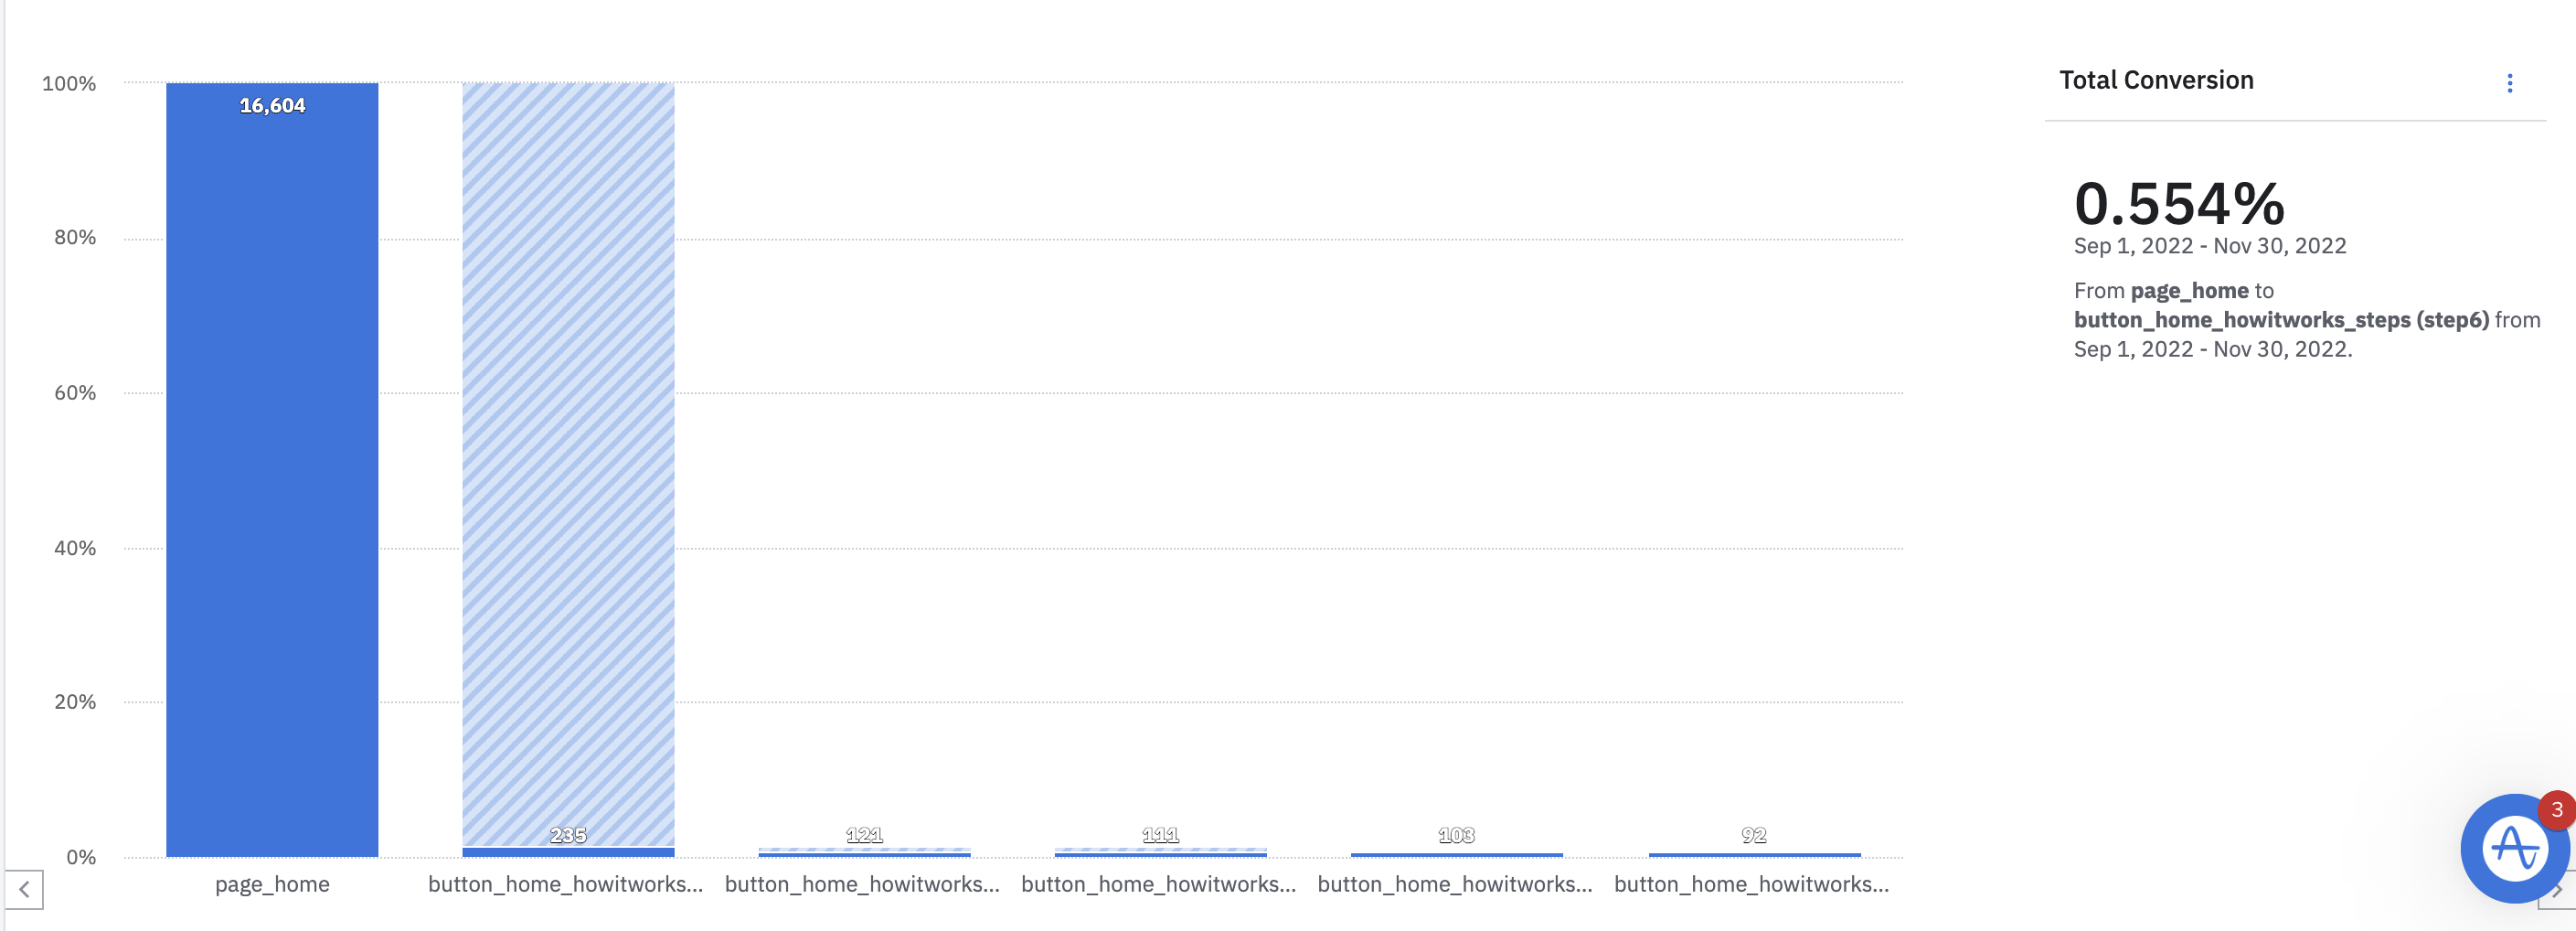 100%
80%
60%
40%
20%
0%
16,604
235
121
111
103
92
page_home
button_home_howitworks...
button_home_howitworks...
button_home_howitworks...
button_home_howitworks...
button_home_howitworks...
Total Conversion
0.554%
Sep 1, 2022 - Nov 30, 2022
From page_home to
button_home_howitworks_steps (step6) from
Sep 1, 2022 - Nov 30, 2022.
3